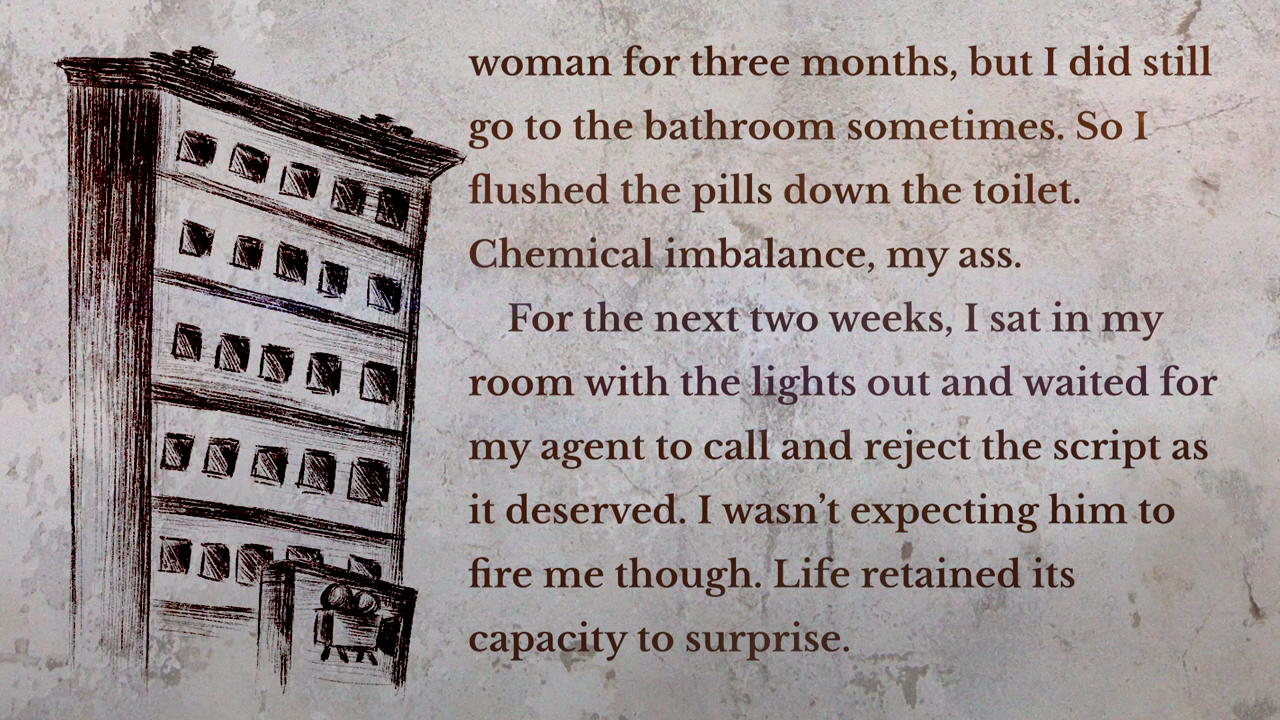 woman for three months, but I did still
go to the bathroom sometimes. So I
flushed the pills down the toilet.
Chemical imbalance, my ass.
For the next two weeks, I sat in my
room with the lights out and waited for
my agent to call and reject the script as
it deserved. I wasn’t expecting him to
fire me though. Life retained its
capacity to surprise.